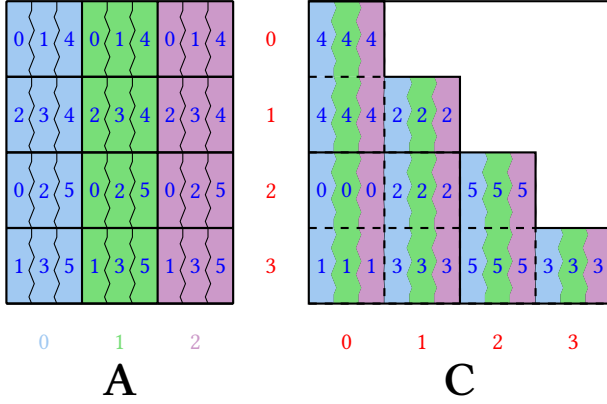 0 1 4 0 1 4 0 1 4 0 4 4 4
2 3 4 2 3 4 2 3 4 1 4 4 4 2 2 2
0 2 5 0 2 5 0 2 5 2 0 0 0 2 2 2 5 5 5
1 3 5 1 3 5 1 3 5 3 1 1 1 3 3 3 5 5 5 3 3 3
0 1 2 0 1 2 3
A C